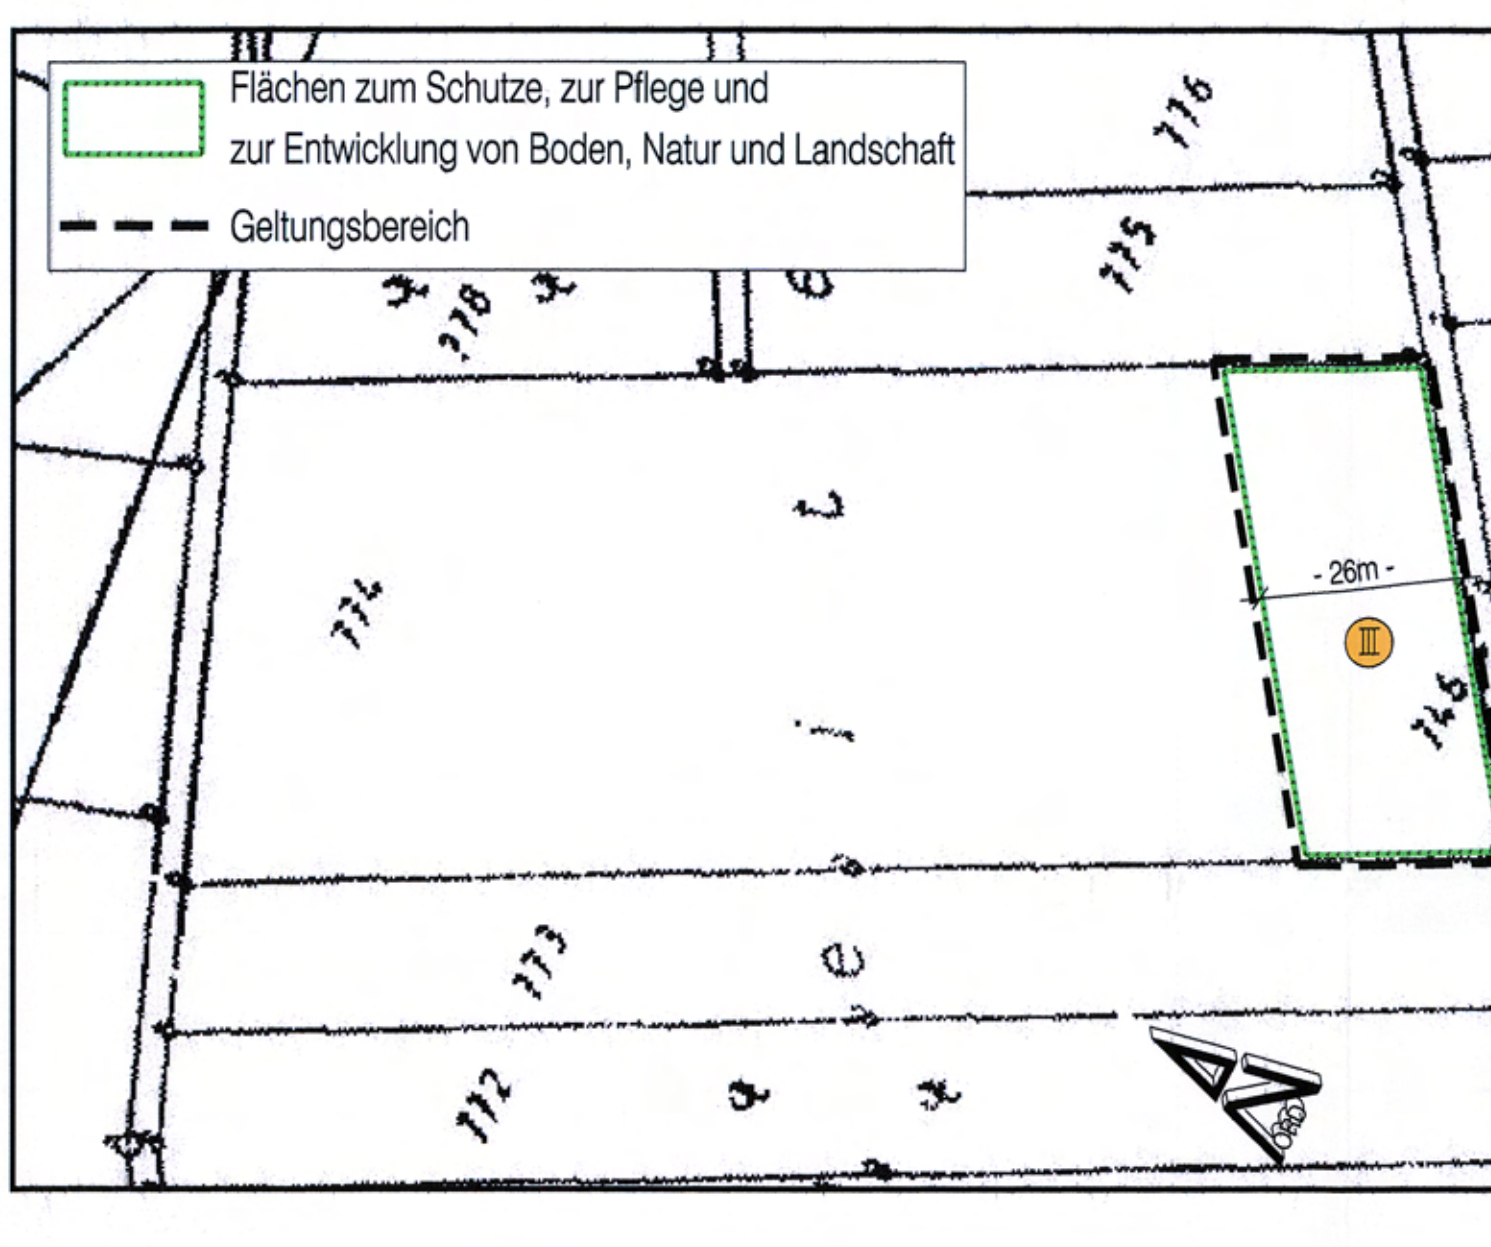 Flächen zum Schutze, zur Pflege und
zur Entwicklung von Boden, Natur und Landschaft
Geltungsbereich
116
115
118
114
- 26m -
III
146
113
e
112
NORD